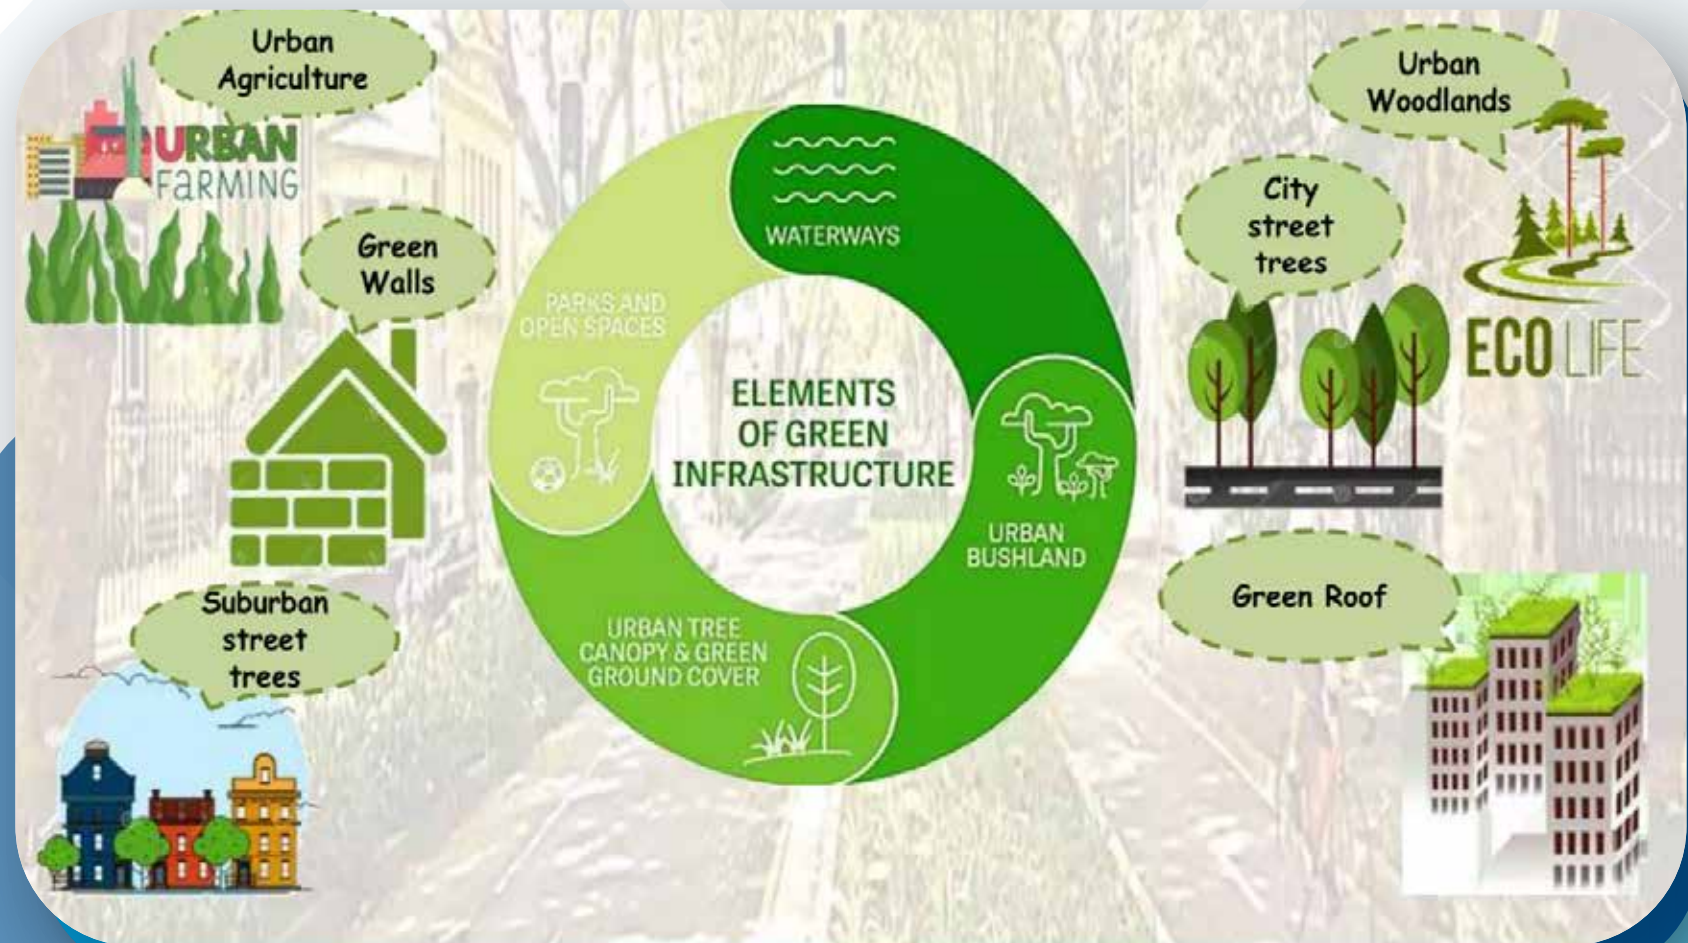 Urban
Agriculture
URBAN
FaRMING
Green
Walls
Suburban
street
trees
WATERWAYS
PARKS AND
OPEN SPACES
ELEMENTS
OF GREEN
INFRASTRUCTURE
URBAN
BUSHLAND
URBAN TREE
CANOPY & GREEN
GROUND COVER
Urban
Woodlands
City
street
trees
ECO LIFE
Green Roof